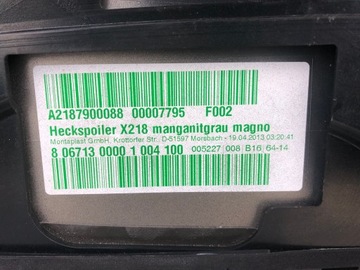 A2187900088 00007795 F002
Heckspoiler X218 manganitgrau magno
Montaplast GmbH, Krottorfer Str., D-51597 Morsbach - 19.04.2013 03:20:41
8 06713 0000 1 004 100 005227 008 B16 64-14